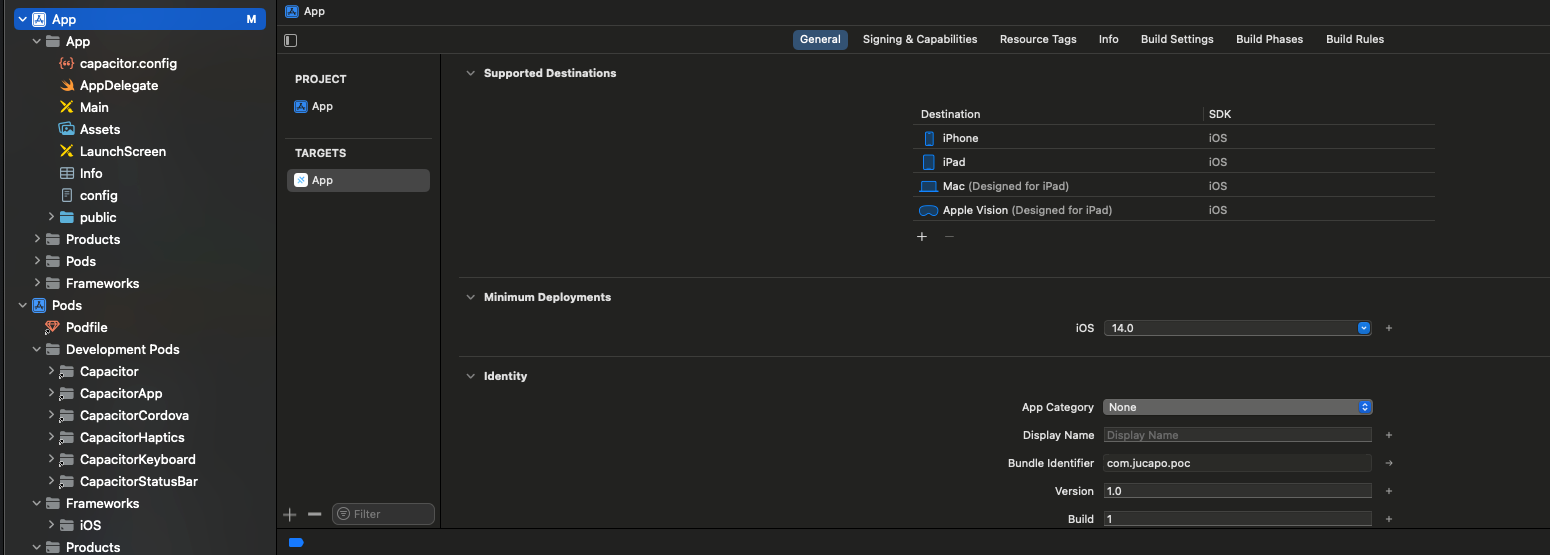 App M
App
capacitor.config
AppDelegate
Main
Assets
LaunchScreen
Info
config
public
Products
Pods
Frameworks
Pods
Podfile
Development Pods
Capacitor
CapacitorApp
CapacitorCordova
CapacitorHaptics
CapacitorKeyboard
CapacitorStatusBar
Frameworks
iOS
Products
App
General Signing & Capabilities Resource Tags Info Build Settings Build Phases Build Rules
PROJECT
App
TARGETS
App
Filter
Supported Destinations
Destination SDK
iPhone iOS
iPad iOS
Mac (Designed for iPad) iOS
Apple Vision (Designed for iPad) iOS
Minimum Deployments
iOS 14.0
Identity
App Category None
Display Name Display Name
Bundle Identifier com.jucapo.poc
Version 1.0
Build 1